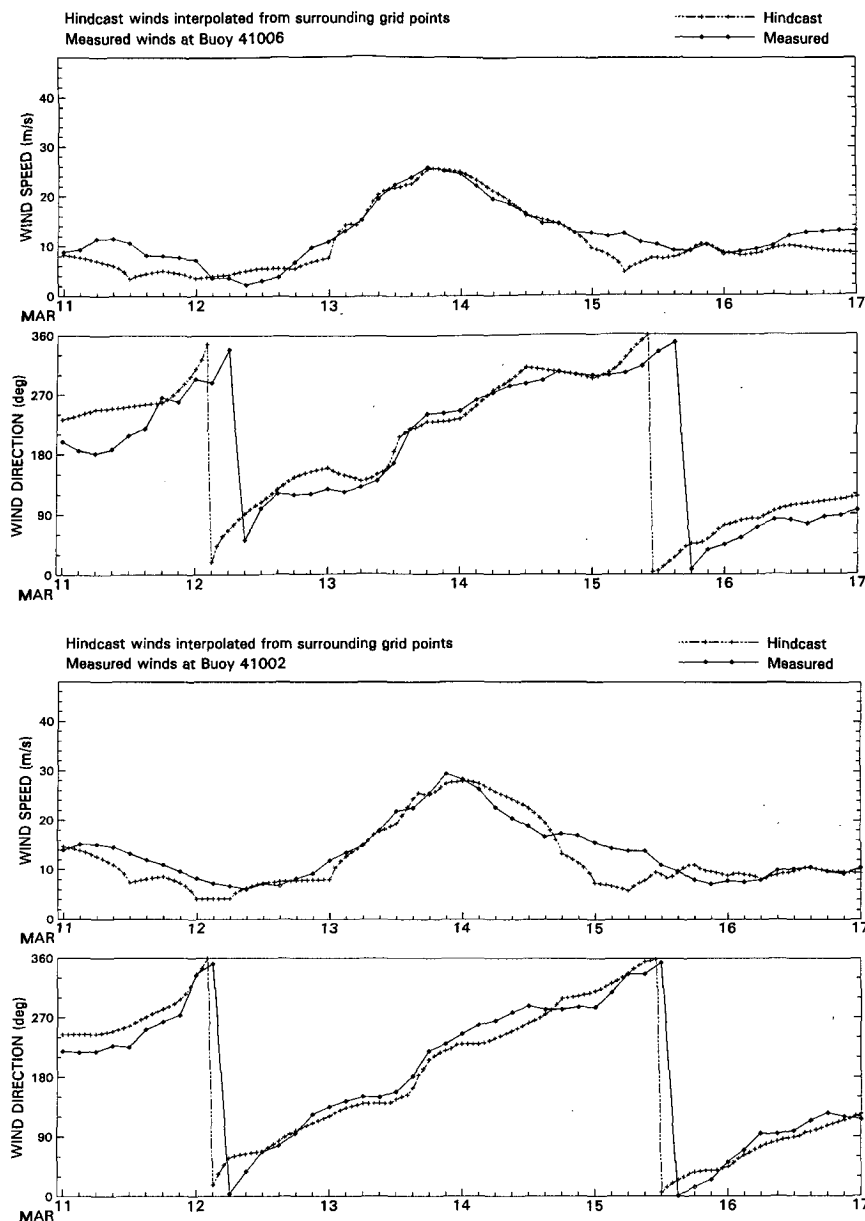 Hindcast winds interpolated from surrounding grid points
Measured winds at Buoy 41006
Hindcast
Measured
WIND SPEED (m/s)
40
30
20
10
0
11 12 13 14 15 16 17
MAR
WIND DIRECTION (deg)
360
270
180
90
0
11 12 13 14 15 16 17
MAR
Hindcast winds interpolated from surrounding grid points
Measured winds at Buoy 41002
Hindcast
Measured
WIND SPEED (m/s)
40
30
20
10
0
11 12 13 14 15 16 17
MAR
WIND DIRECTION (deg)
360
270
180
90
0
11 12 13 14 15 16 17
MAR